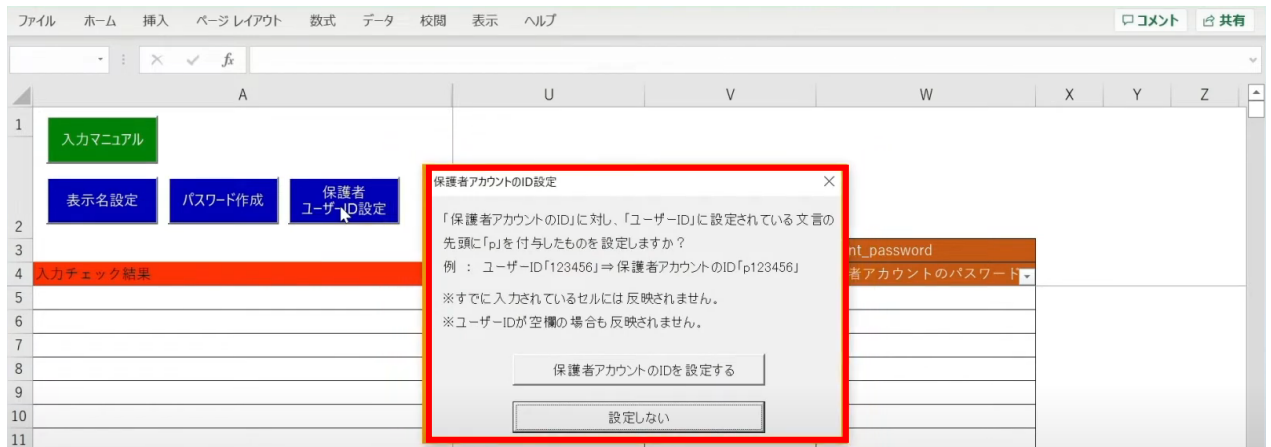 ファイル ホーム 挿入 ページ レイアウト 数式 データ 校閲 表示 ヘルプ コメント 共有
fx
A U V W X Y Z
1
入力マニュアル
表示名設定 パスワード作成 保護者
ユーザーID設定
2
保護者アカウントのID設定
「保護者アカウントのID」に対し、「ユーザーID」に設定されている文言の
先頭に「p」を付与したものを設定しますか？
例 ： ユーザーID「123456」⇒保護者アカウントのID「p123456」
※すでに入力されているセルには反映されません。
※ユーザーIDが空欄の場合も反映されません。
保護者アカウントのIDを設定する
設定しない
3 nt_password
4 入力チェック結果 者アカウントのパスワード
5
6
7
8
9
10
11